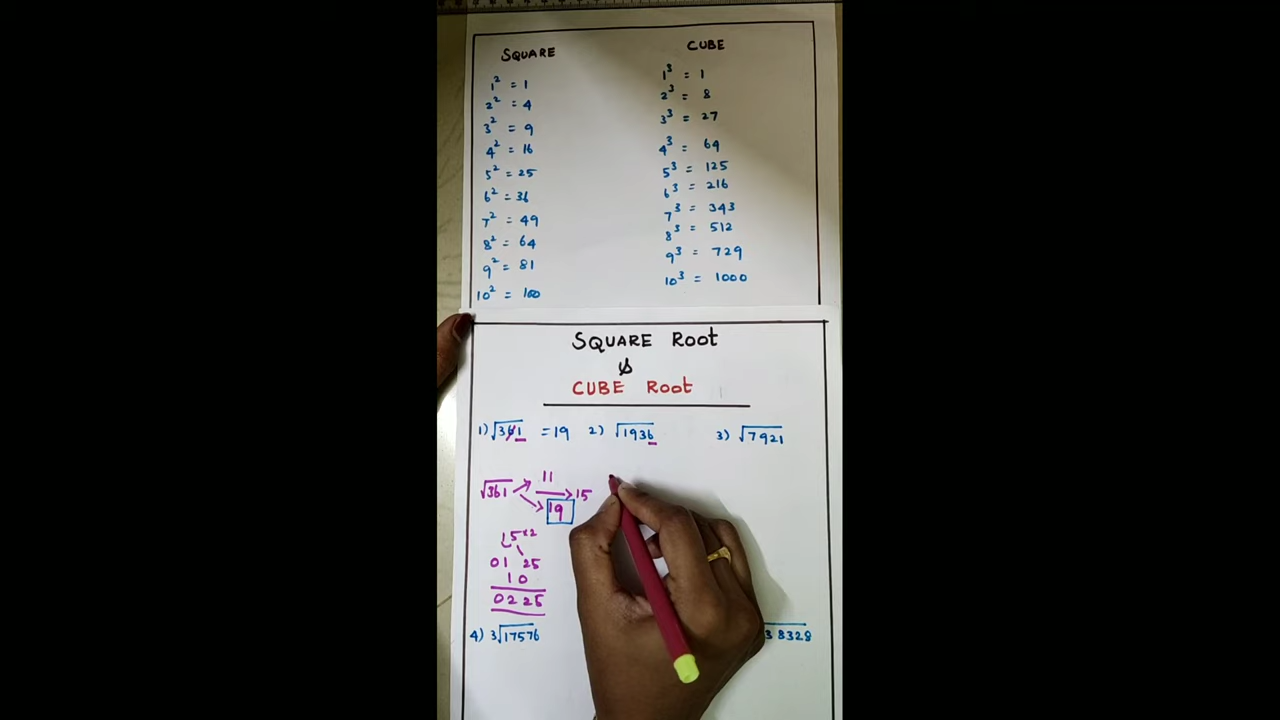 SQUARE CUBE
1² = 1 1³ = 1
2² = 4 2³ = 8
3² = 9 3³ = 27
4² = 16 4³ = 64
5² = 25 5³ = 125
6² = 36 6³ = 216
7² = 49 7³ = 343
8² = 64 8³ = 512
9² = 81 9³ = 729
10² = 100 10³ = 1000
SQUARE Root
&
CUBE Root
1) √361 = 19 2) √1936 3) √7921
11
√361 15
19
15×2
01 25
10
0225
4) 3√17576 38328